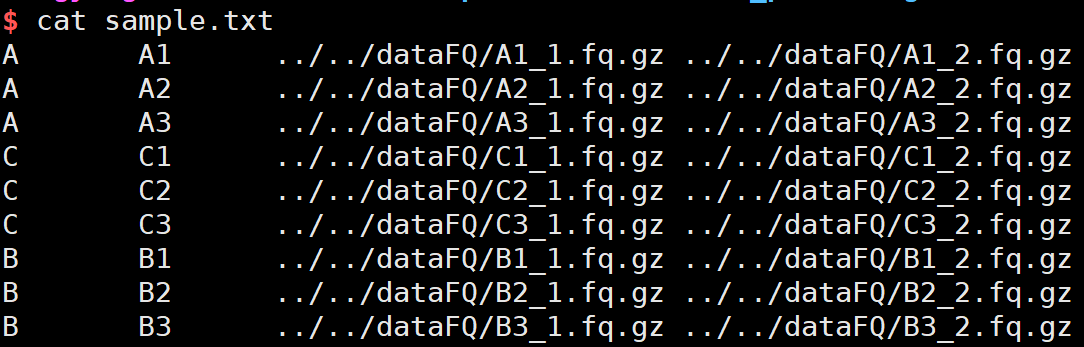 $ cat sample.txt
A A1 ../../dataFQ/A1_1.fq.gz ../../dataFQ/A1_2.fq.gz
A A2 ../../dataFQ/A2_1.fq.gz ../../dataFQ/A2_2.fq.gz
A A3 ../../dataFQ/A3_1.fq.gz ../../dataFQ/A3_2.fq.gz
C C1 ../../dataFQ/C1_1.fq.gz ../../dataFQ/C1_2.fq.gz
C C2 ../../dataFQ/C2_1.fq.gz ../../dataFQ/C2_2.fq.gz
C C3 ../../dataFQ/C3_1.fq.gz ../../dataFQ/C3_2.fq.gz
B B1 ../../dataFQ/B1_1.fq.gz ../../dataFQ/B1_2.fq.gz
B B2 ../../dataFQ/B2_1.fq.gz ../../dataFQ/B2_2.fq.gz
B B3 ../../dataFQ/B3_1.fq.gz ../../dataFQ/B3_2.fq.gz